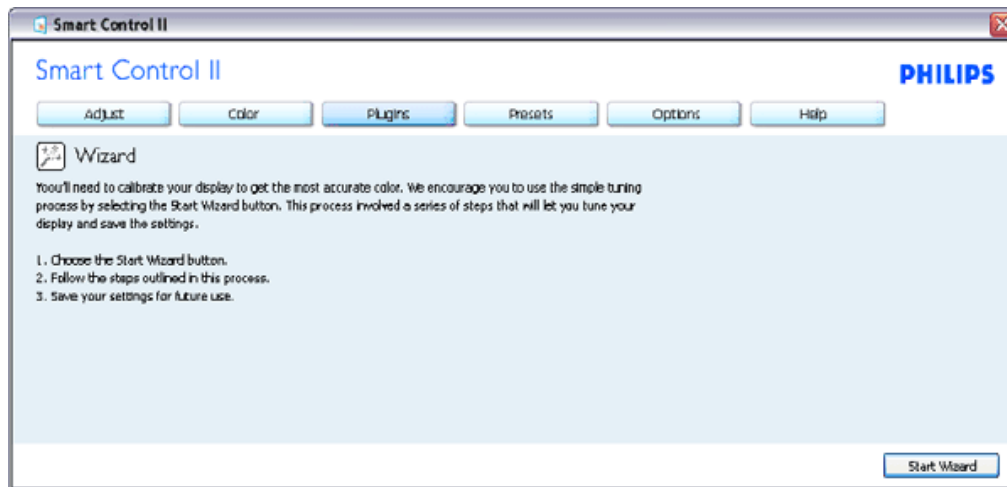 Smart Control II
Smart Control II
PHILIPS
Adjust Color Plugins Presets Options Help
Wizard
Yoou'll need to calibrate your display to get the most accurate color. We encourage you to use the simple tuning
process by selecting the Start Wizard button. This process involved a series of steps that will let you tune your
display and save the settings.
1. Choose the Start Wizard button.
2. Follow the steps outlined in this process.
3. Save your settings for future use.
Start Wizard